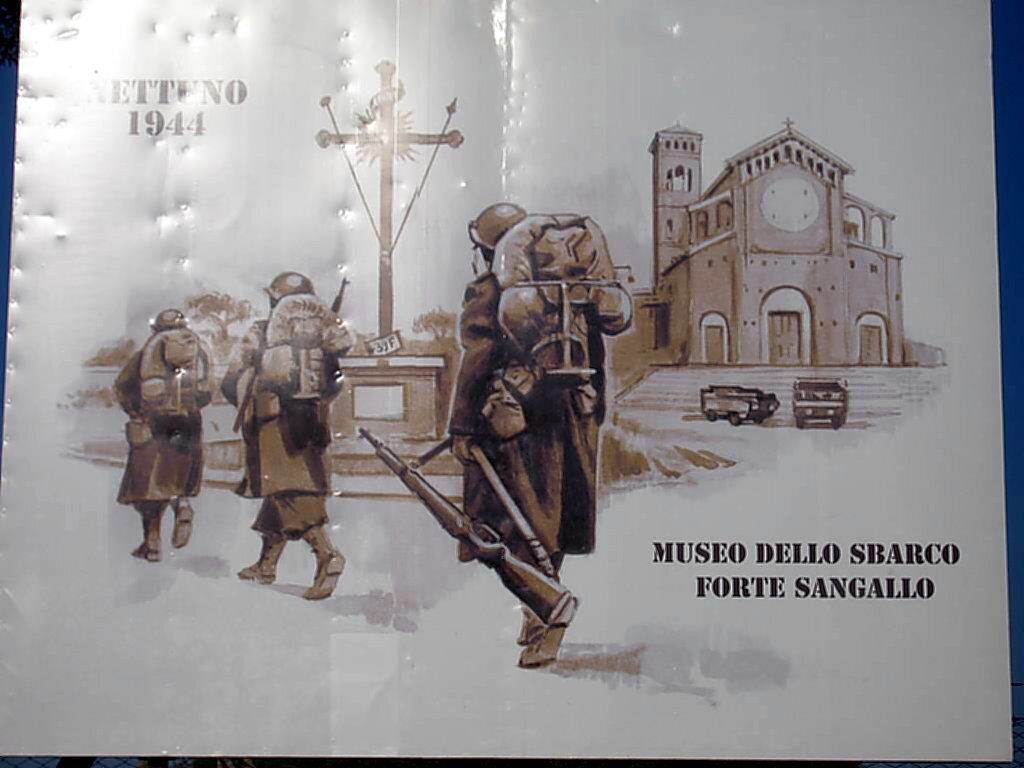 NETTUNO
1944
MUSEO DELLO SBARCO
FORTE SANGALLO